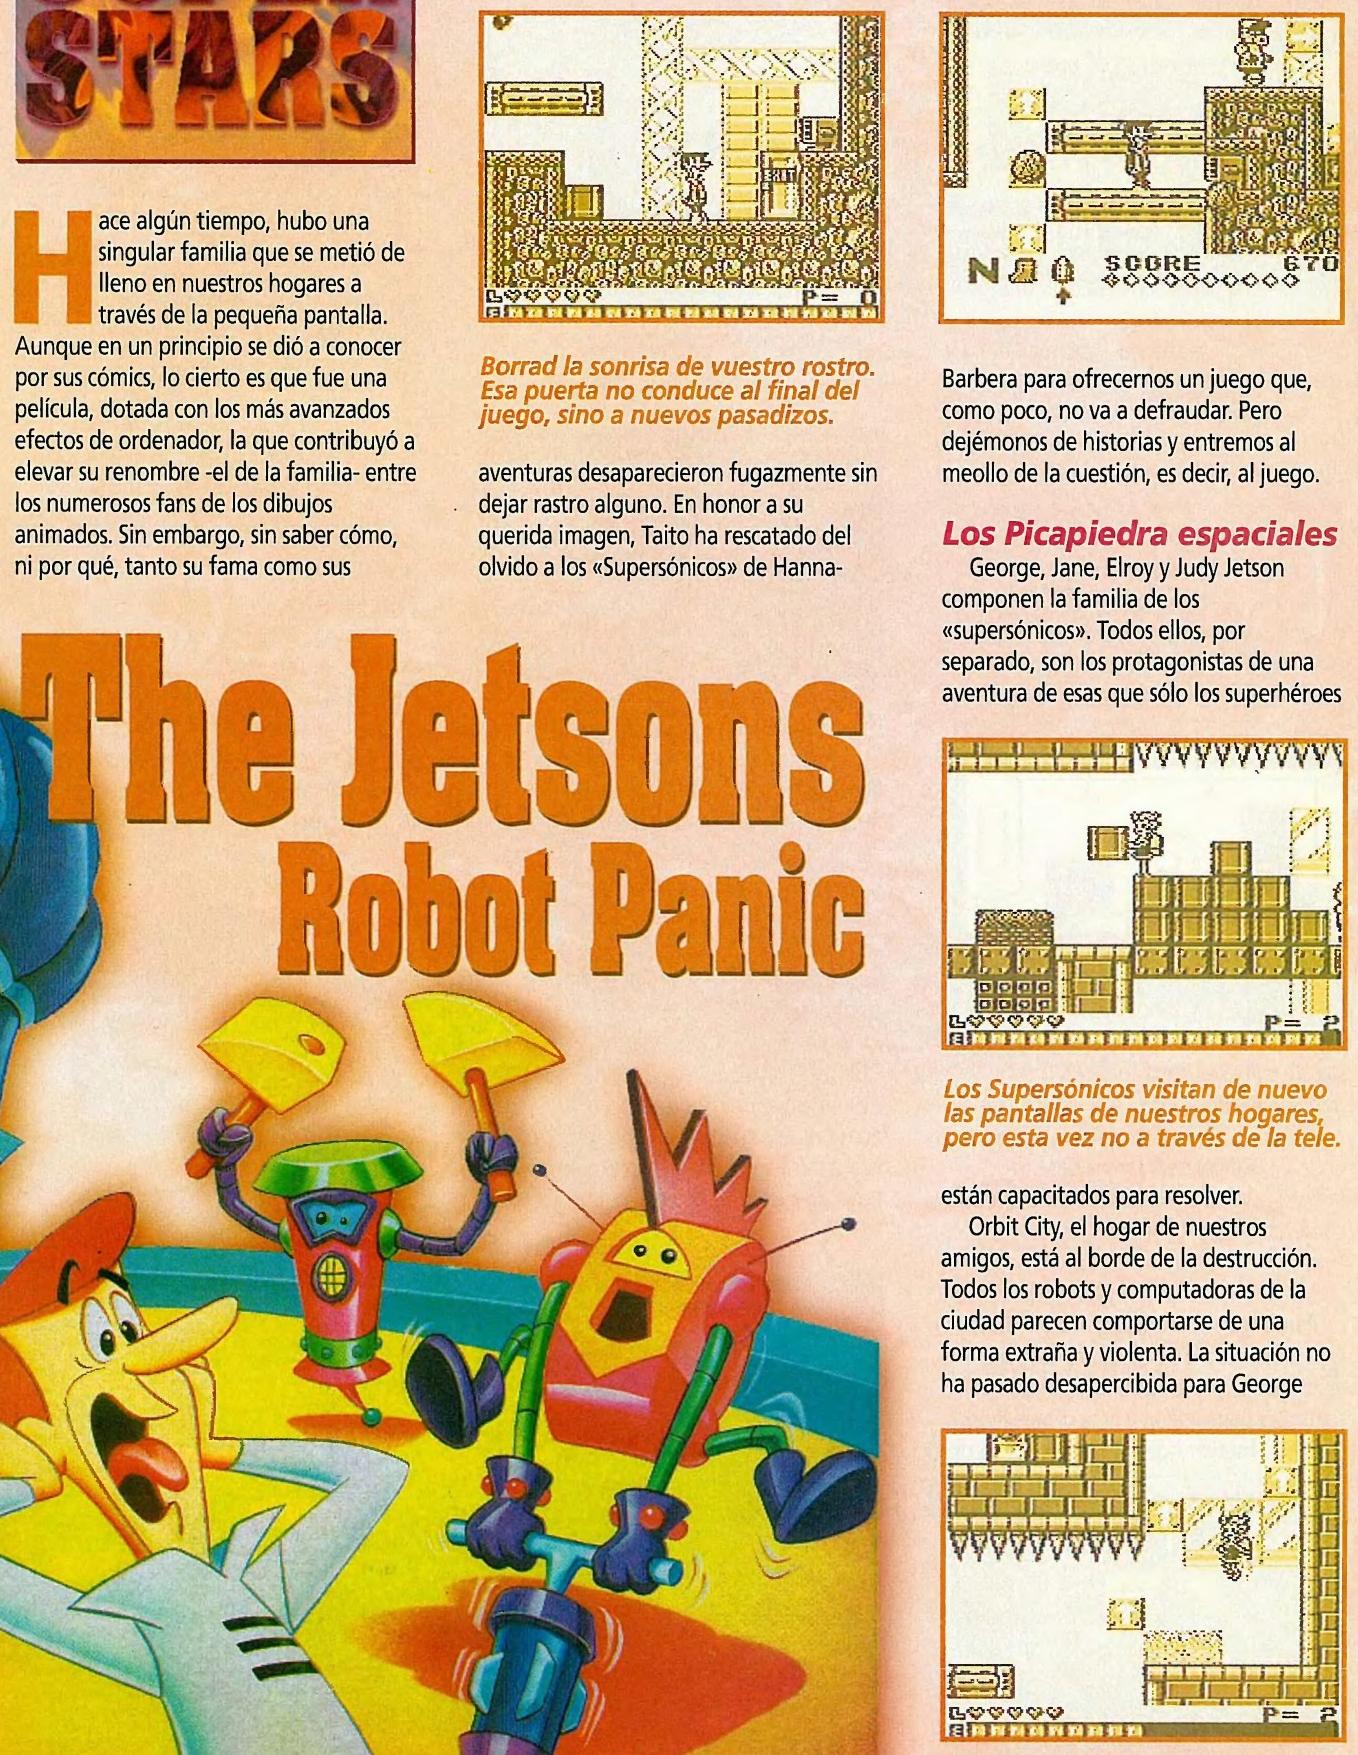 STARS
Hace algún tiempo, hubo una
singular familia que se metió de
lleno en nuestros hogares a
través de la pequeña pantalla.
Aunque en un principio se dió a conocer
por sus cómics, lo cierto es que fue una
película, dotada con los más avanzados
efectos de ordenador, la que contribuyó a
elevar su renombre -el de la familia- entre
los numerosos fans de los dibujos
animados. Sin embargo, sin saber cómo,
ni por qué, tanto su fama como sus
EXIT
L
P= 0
B
Borrad la sonrisa de vuestro rostro.
Esa puerta no conduce al final del
juego, sino a nuevos pasadizos.
aventuras desaparecieron fugazmente sin
dejar rastro alguno. En honor a su
querida imagen, Taito ha rescatado del
olvido a los «Supersónicos» de Hanna-
N
SCORE 670
Barbera para ofrecernos un juego que,
como poco, no va a defraudar. Pero
dejémonos de historias y entremos al
meollo de la cuestión, es decir, al juego.
Los Picapiedra espaciales
George, Jane, Elroy y Judy Jetson
componen la familia de los
«supersónicos». Todos ellos, por
separado, son los protagonistas de una
aventura de esas que sólo los superhéroes
The Jetsons
Robot Panic
L
P= 2
B
Los Supersónicos visitan de nuevo
las pantallas de nuestros hogares,
pero esta vez no a través de la tele.
están capacitados para resolver.
Orbit City, el hogar de nuestros
amigos, está al borde de la destrucción.
Todos los robots y computadoras de la
ciudad parecen comportarse de una
forma extraña y violenta. La situación no
ha pasado desapercibida para George
L
P= 2
B